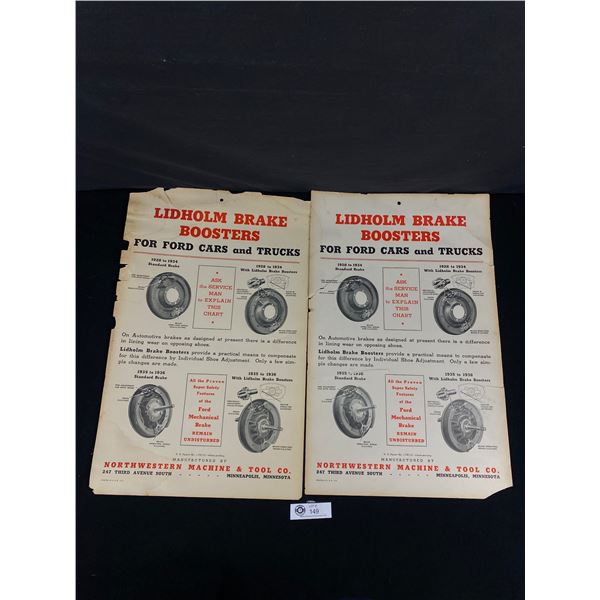 LIDHOLM BRAKE
BOOSTERS
FOR FORD CARS and TRUCKS
1928 to 1934
Standard Brake
1928 to 1934
With Lidholm Brake Boosters
ASK
the SERVICE
MAN
to EXPLAIN
THIS
CHART
On Automotive brakes as designed at present there is a difference
in lining wear on opposing shoes.
Lidholm Brake Boosters provide a practical means to compensate
for this difference by Individual Shoe Adjustment. Only a few sim-
ple changes are made.
1935 to 1936
Standard Brake
1935 to 1936
With Lidholm Brake Boosters
All the Proven
Super Safety
Features
of the
Ford
Mechanical
Brake
REMAIN
UNDISTURBED
MANUFACTURED BY
NORTHWESTERN MACHINE & TOOL CO.
247 THIRD AVENUE SOUTH - - - - - MINNEAPOLIS, MINNESOTA
LIDHOLM BRAKE
BOOSTERS
FOR FORD CARS and TRUCKS
1928 to 1934
Standard Brake
1928 to 1934
With Lidholm Brake Boosters
ASK
the SERVICE
MAN
to EXPLAIN
THIS
CHART
On Automotive brakes as designed at present there is a difference
in lining wear on opposing shoes.
Lidholm Brake Boosters provide a practical means to compensate
for this difference by Individual Shoe Adjustment. Only a few sim-
ple changes are made.
1935 1936
Standard Brake
1935 to 1936
With Lidholm Brake Boosters
All the Proven
Super Safety
Features
of the
Ford
Mechanical
Brake
REMAIN
UNDISTURBED
MANUFACTURED BY
NORTHWESTERN MACHINE & TOOL CO.
247 THIRD AVENUE SOUTH - - - - - MINNEAPOLIS, MINNESOTA
LOT #
149